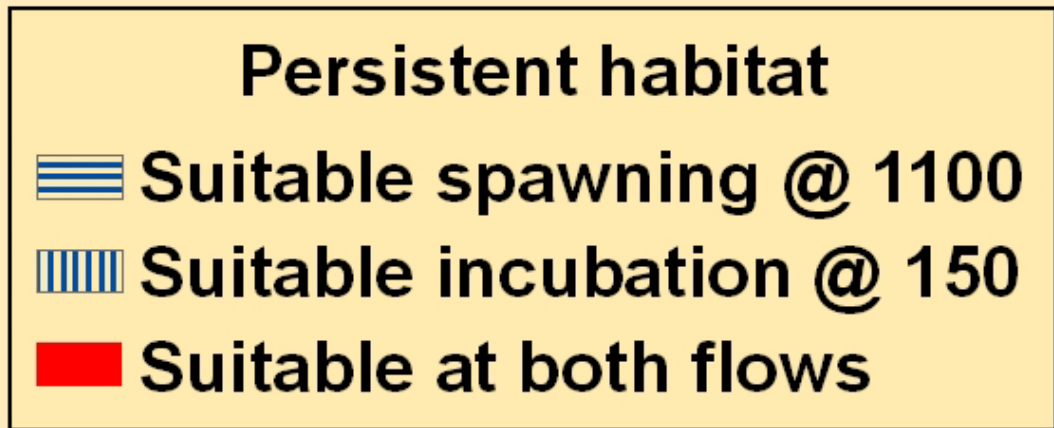 Persistent habitat
Suitable spawning @ 1100
Suitable incubation @ 150
Suitable at both flows